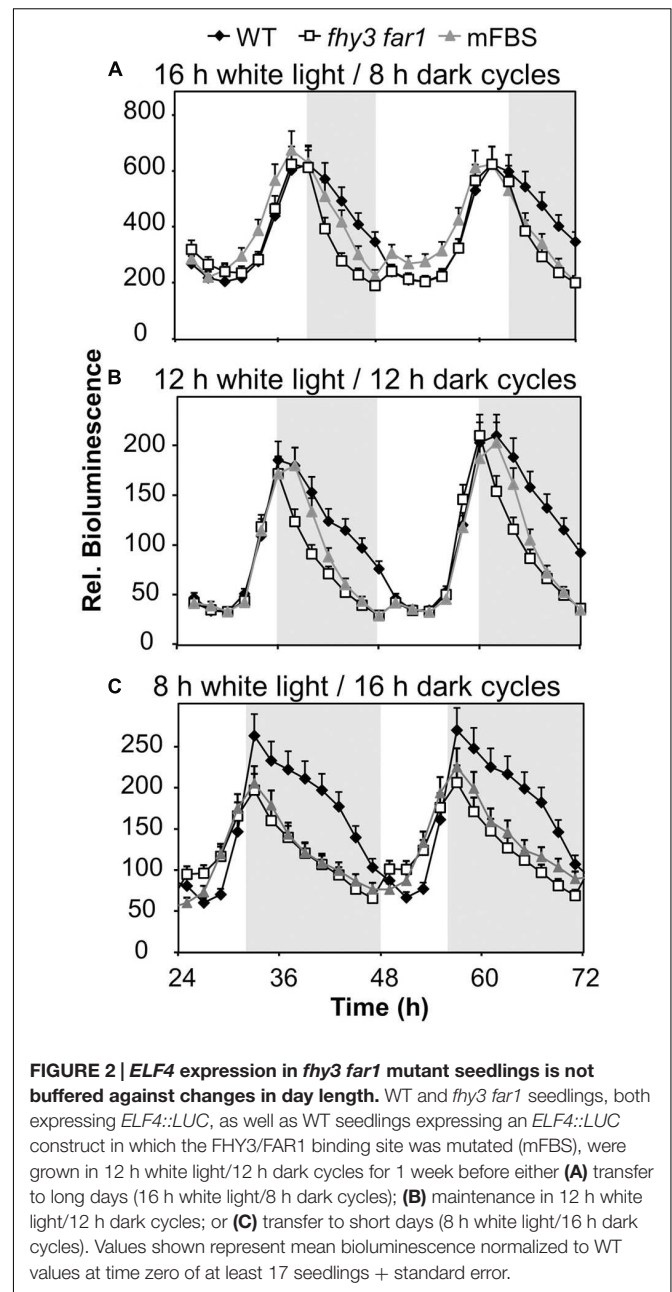 WT fhy3 far1 mFBS
A 16 h white light / 8 h dark cycles
800
600
400
200
0
B 12 h white light / 12 h dark cycles
200
150
100
50
0
C 8 h white light / 16 h dark cycles
250
200
150
100
50
0
Rel. Bioluminescence
24 36 48 60 72
Time (h)
FIGURE 2 | ELF4 expression in fhy3 far1 mutant seedlings is not
buffered against changes in day length. WT and fhy3 far1 seedlings, both
expressing ELF4::LUC, as well as WT seedlings expressing an ELF4::LUC
construct in which the FHY3/FAR1 binding site was mutated (mFBS), were
grown in 12 h white light/12 h dark cycles for 1 week before either (A) transfer
to long days (16 h white light/8 h dark cycles); (B) maintenance in 12 h white
light/12 h dark cycles; or (C) transfer to short days (8 h white light/16 h dark
cycles). Values shown represent mean bioluminescence normalized to WT
values at time zero of at least 17 seedlings + standard error.